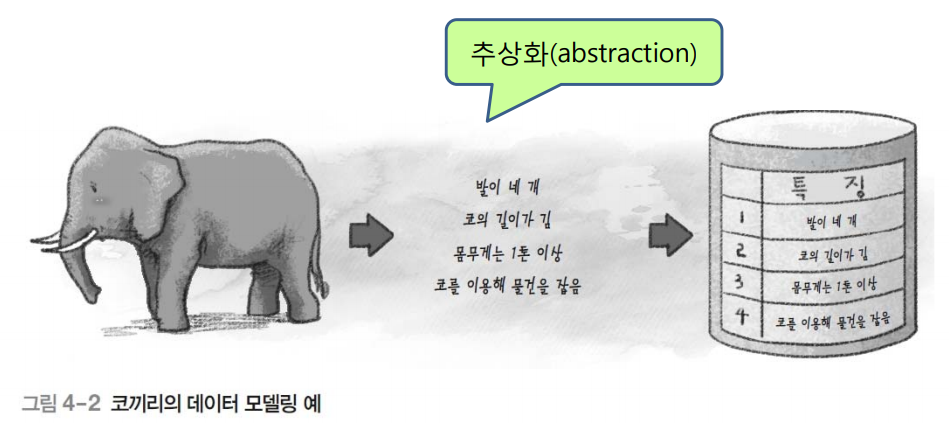 추상화(abstraction)
발이 네 개
코의 길이가 김
몸무게는 1톤 이상
코를 이용해 물건을 잡음
특 징
1 발이 네 개
2 코의 길이가 김
3 몸무게는 1톤 이상
4 코를 이용해 물건을 잡음
그림 4-2 코끼리의 데이터 모델링 예